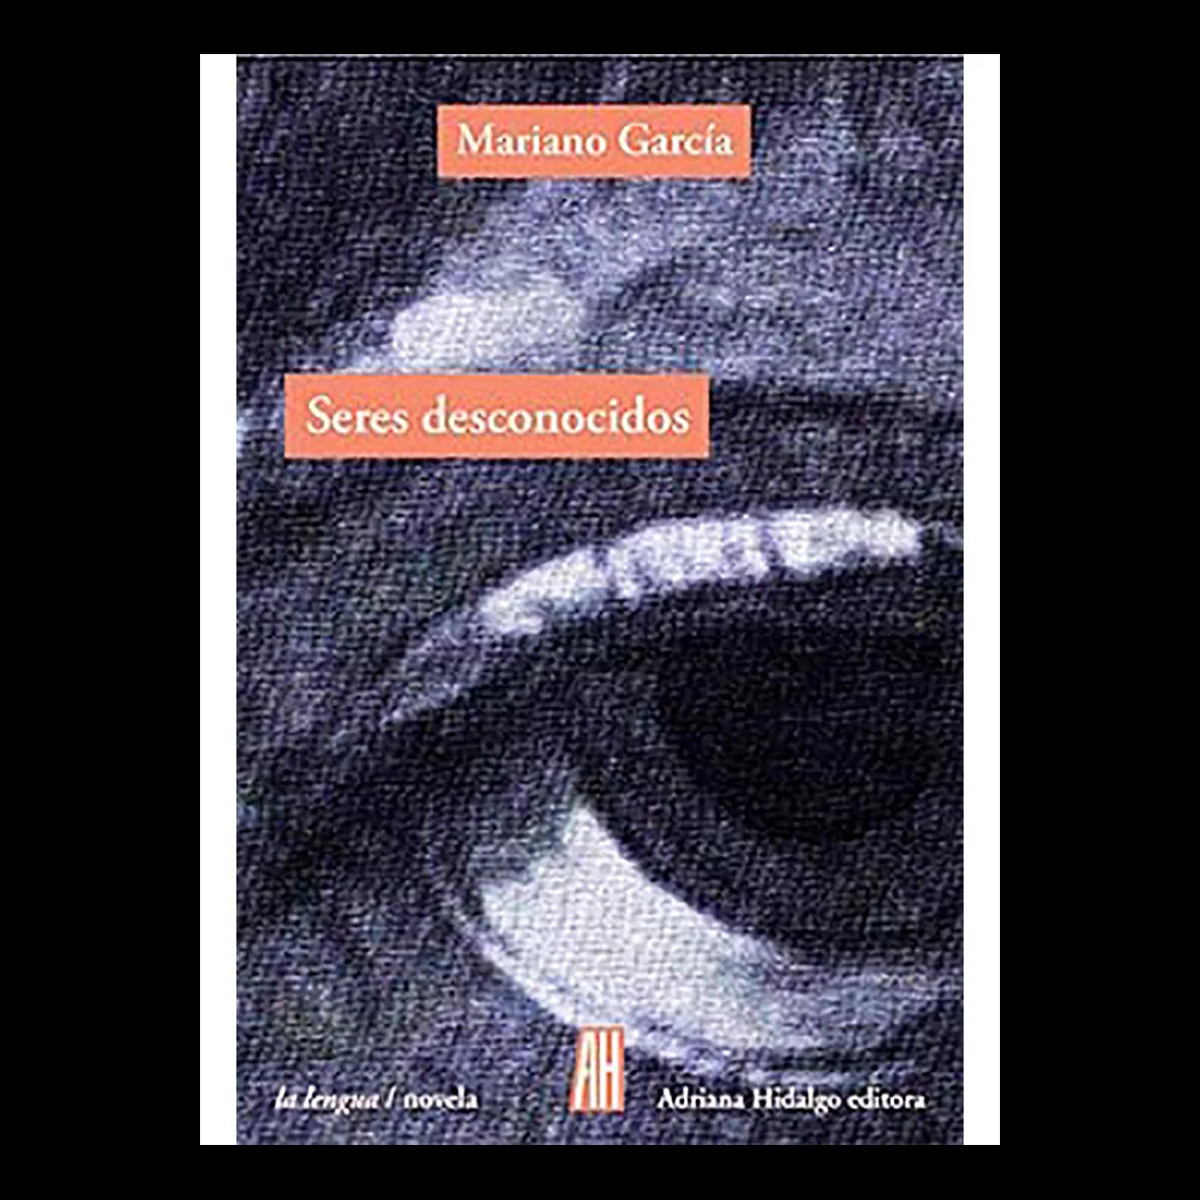 Mariano García
Seres desconocidos
AH
la lengua / novela
Adriana Hidalgo editora